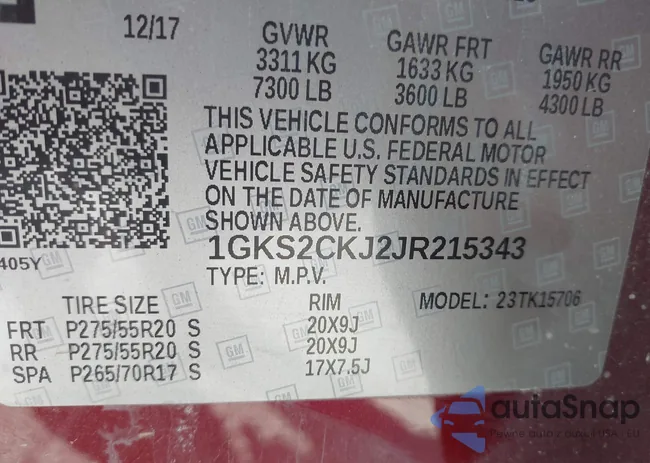 12/17 GVWR GAWR FRT GAWR RR
3311 KG 1633 KG 1950 KG
7300 LB 3600 LB 4300 LB
THIS VEHICLE CONFORMS TO ALL
APPLICABLE U.S. FEDERAL MOTOR
VEHICLE SAFETY STANDARDS IN EFFECT
ON THE DATE OF MANUFACTURE
SHOWN ABOVE.
405Y
1GKS2CKJ2JR215343
TYPE: M.P.V.
MODEL: 23TK15706
TIRE SIZE RIM
FRT P275/55R20 S 20X9J
RR P275/55R20 S 20X9J
SPA P265/70R17 S 17X7.5J
GM
autoSnap